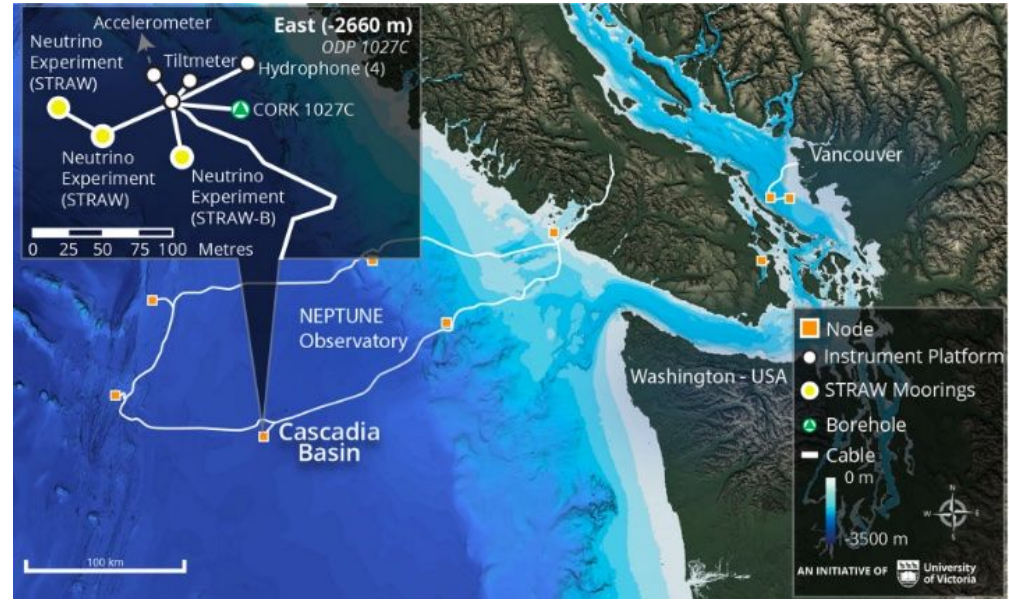 Accelerometer
East (-2660 m)
ODP 1027C
Neutrino
Experiment
(STRAW)
Tiltmeter
Hydrophone (4)
CORK 1027C
Neutrino
Experiment
(STRAW)
Neutrino
Experiment
(STRAW-B)
0 25 50 75 100 Metres
Vancouver
NEPTUNE
Observatory
Washington - USA
Cascadia
Basin
100 km
Node
Instrument Platform
STRAW Moorings
Borehole
Cable
0 m
-3500 m
N
W E
S
AN INITIATIVE OF
University
of Victoria